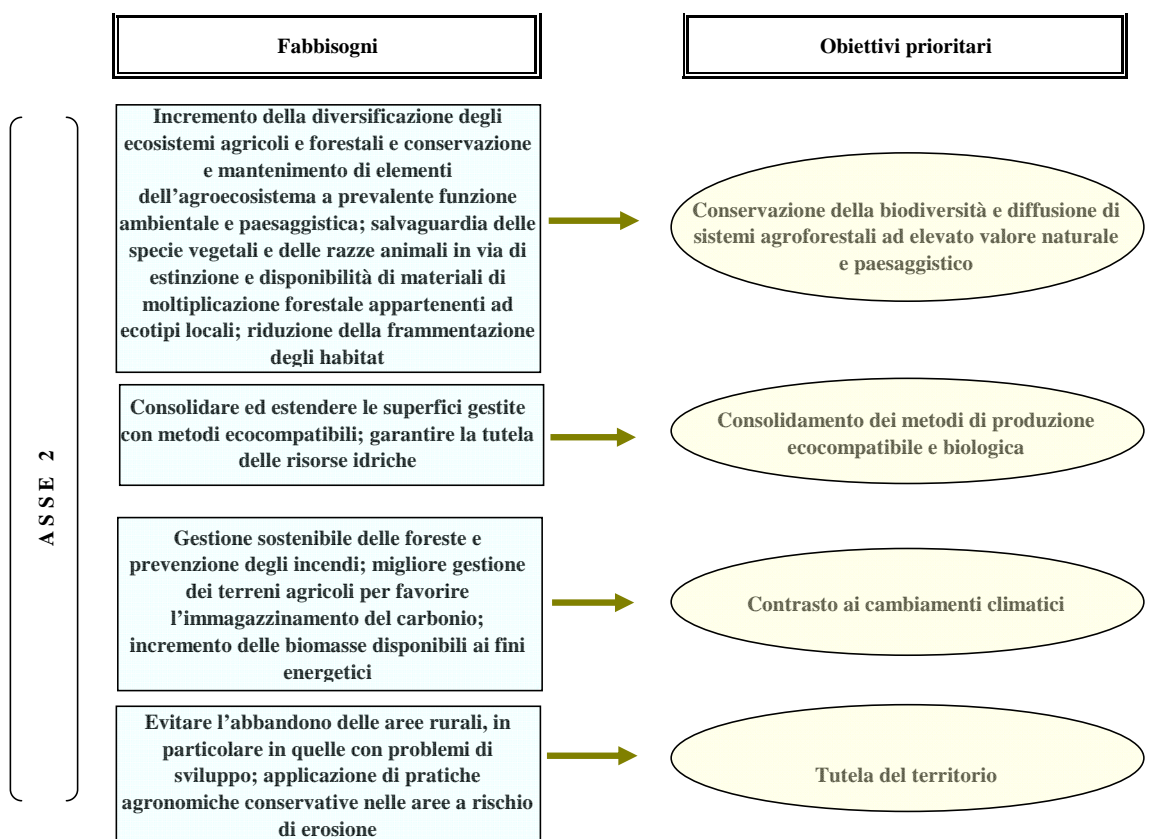 Fabbisogni
Obiettivi prioritari
ASSE 2
Incremento della diversificazione degli
ecosistemi agricoli e forestali e conservazione
e mantenimento di elementi
dell’agroecosistema a prevalente funzione
ambientale e paesaggistica; salvaguardia delle
specie vegetali e delle razze animali in via di
estinzione e disponibilità di materiali di
moltiplicazione forestale appartenenti ad
ecotipi locali; riduzione della frammentazione
degli habitat
Conservazione della biodiversità e diffusione di
sistemi agroforestali ad elevato valore naturale
e paesaggistico
Consolidare ed estendere le superfici gestite
con metodi ecocompatibili; garantire la tutela
delle risorse idriche
Consolidamento dei metodi di produzione
ecocompatibile e biologica
Gestione sostenibile delle foreste e
prevenzione degli incendi; migliore gestione
dei terreni agricoli per favorire
l’immagazzinamento del carbonio;
incremento delle biomasse disponibili ai fini
energetici
Contrasto ai cambiamenti climatici
Evitare l’abbandono delle aree rurali, in
particolare in quelle con problemi di
sviluppo; applicazione di pratiche
agronomiche conservative nelle aree a rischio
di erosione
Tutela del territorio